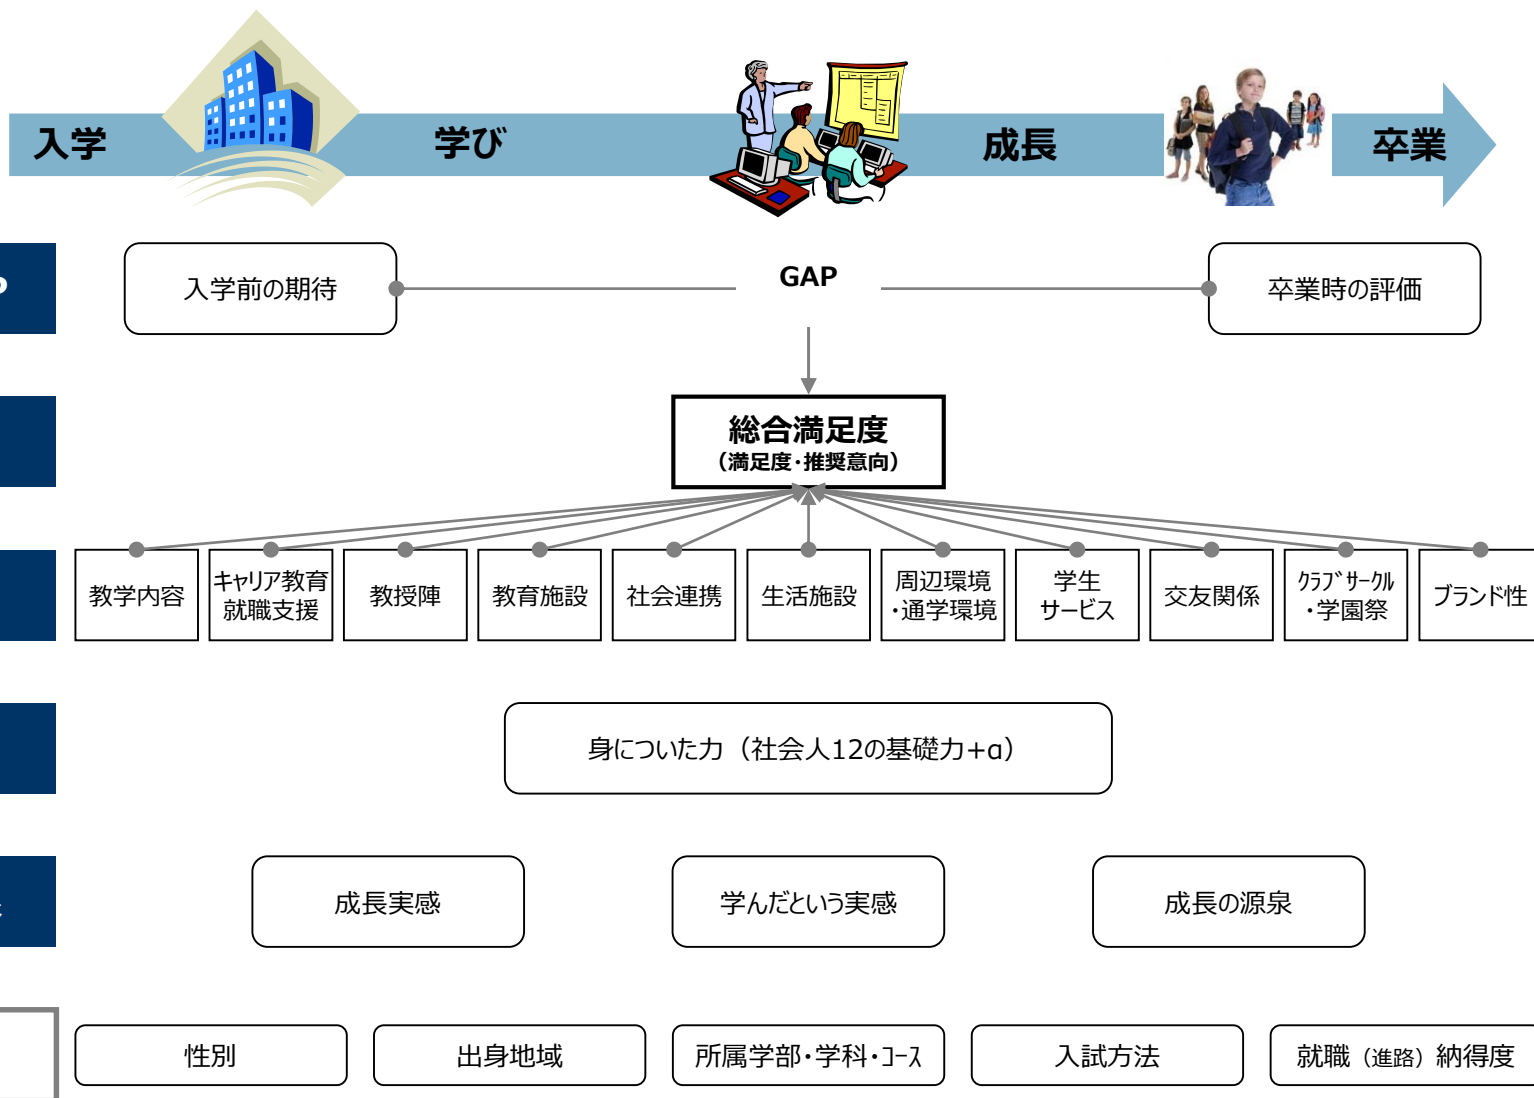 入学
学び
成長
卒業
入学前の期待
GAP
卒業時の評価
総合満足度
（満足度・推奨意向）
教学内容
キャリア教育
就職支援
教授陣
教育施設
社会連携
生活施設
周辺環境
・通学環境
学生
サービス
交友関係
ｸﾗﾌﾞｻｰｸﾙ
・学園祭
ブランド性
身についた力（社会人12の基礎力+α）
成長実感
学んだという実感
成長の源泉
性別
出身地域
所属学部・学科・ｺｰｽ
入試方法
就職（進路）納得度